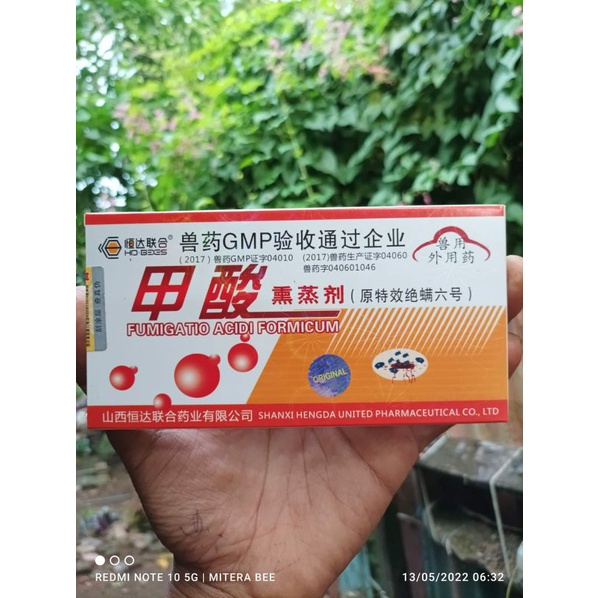 恒达联合®
HD GEGS
兽药GMP验收通过企业
(2017) 兽药GMP证字04010 (2017)兽药生产证字04060
兽药字040601046
兽用
外用药
甲酸 熏蒸剂(原特效绝螨六号)
FUMIGATIO ACIDI FORMICUM
ORIGINAL
山西恒达联合药业有限公司 SHANXI HENGDA UNITED PHARMACEUTICAL CO., LTD
REDMI NOTE 10 5G | MITERA BEE
13/05/2022 06:32